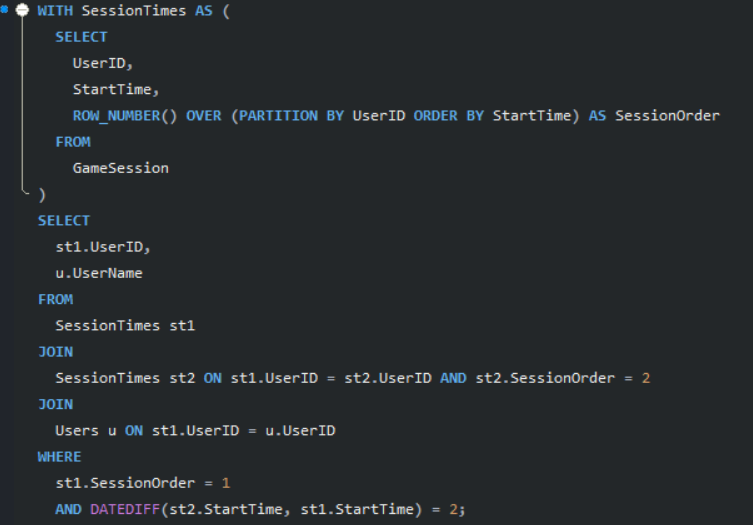 WITH SessionTimes AS (
  SELECT
    UserID,
    StartTime,
    ROW_NUMBER() OVER (PARTITION BY UserID ORDER BY StartTime) AS SessionOrder
  FROM
    GameSession
)
SELECT
  st1.UserID,
  u.UserName
FROM
  SessionTimes st1
JOIN
  SessionTimes st2 ON st1.UserID = st2.UserID AND st2.SessionOrder = 2
JOIN
  Users u ON st1.UserID = u.UserID
WHERE
  st1.SessionOrder = 1
  AND DATEDIFF(st2.StartTime, st1.StartTime) = 2;